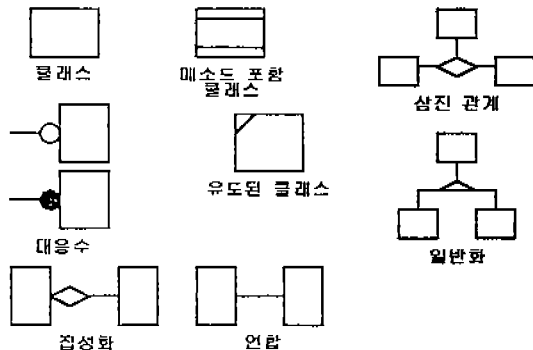 클래스
메소드 포함
클래스
삼진 관계
유도된 클래스
대응수
일반화
집성화
연합